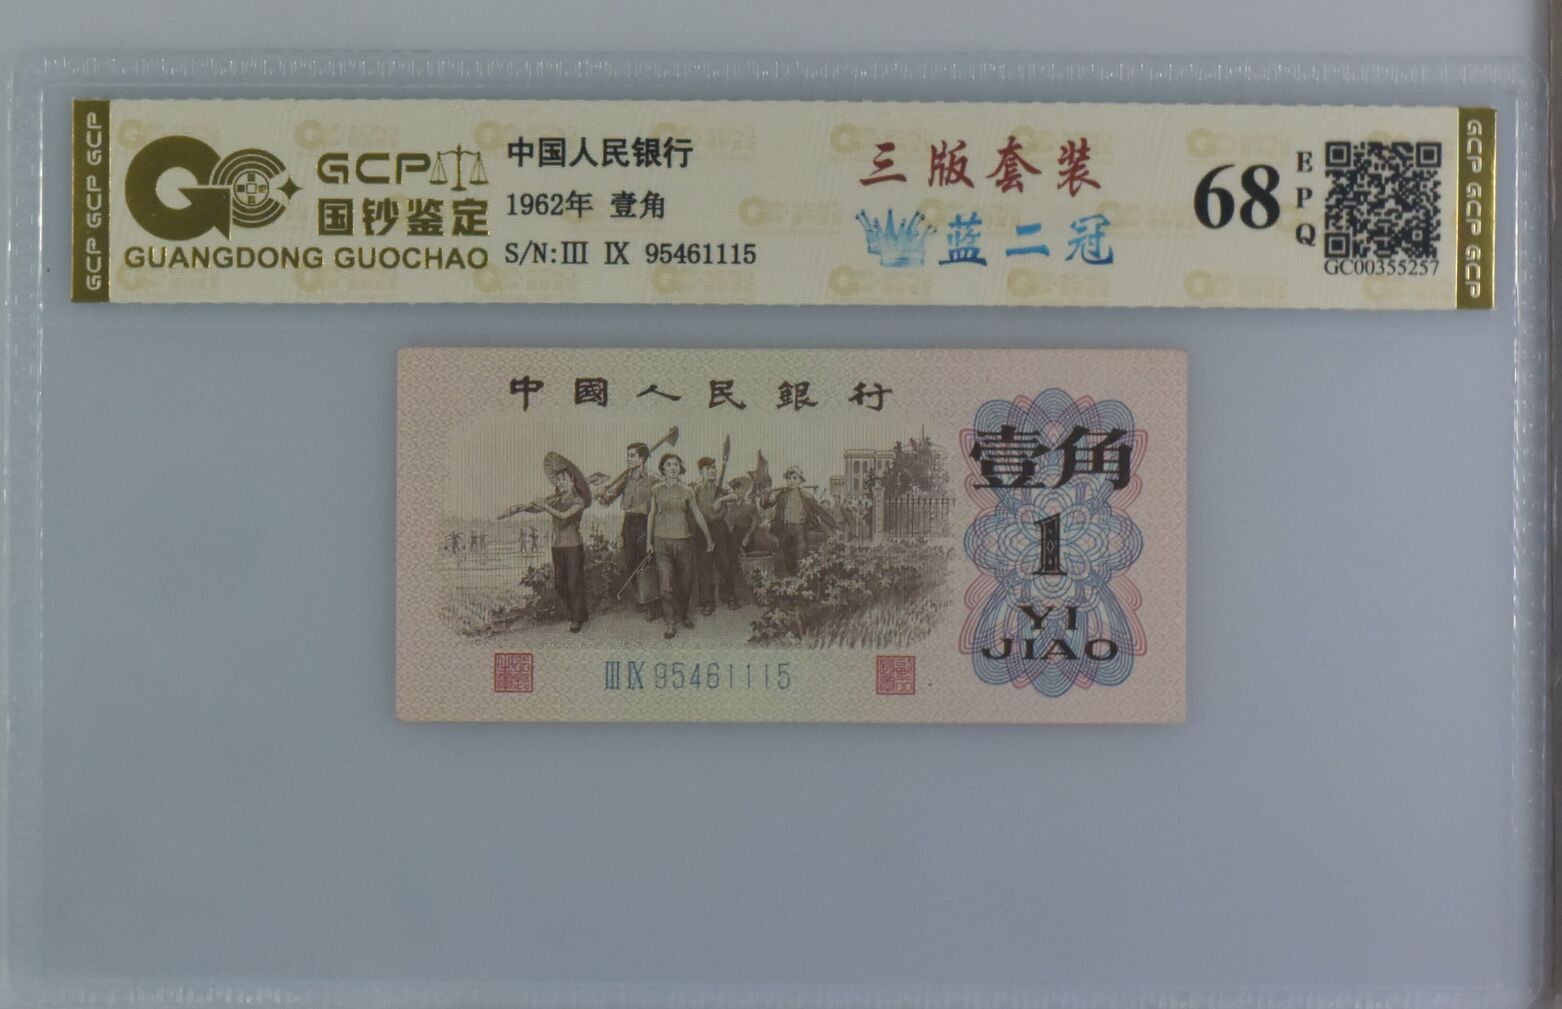 GCP GCP GCP
GCP
国钞鉴定
GUANGDONG GUOCHAO
中国人民银行
1962年 壹角
S/N:III IX 95461115
三版套装
蓝二冠
68
EPQ
GC00355257
GCP GCP GCP
中國人民銀行
壹角
1
YI
JIAO
III IX 95461115